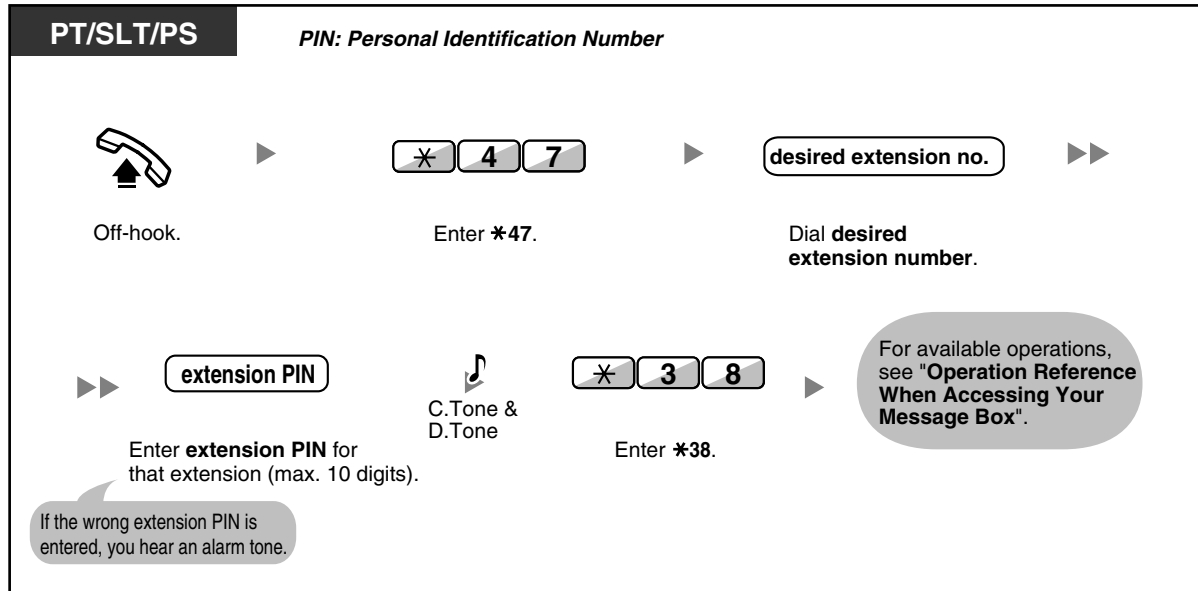 PT/SLT/PS
PIN: Personal Identification Number
* 4 7
desired extension no.
Off-hook.
Enter *47.
Dial desired
extension number.
extension PIN
C.Tone &
D.Tone
* 3 8
For available operations,
see "Operation Reference
When Accessing Your
Message Box".
Enter extension PIN for
that extension (max. 10 digits).
Enter *38.
If the wrong extension PIN is
entered, you hear an alarm tone.